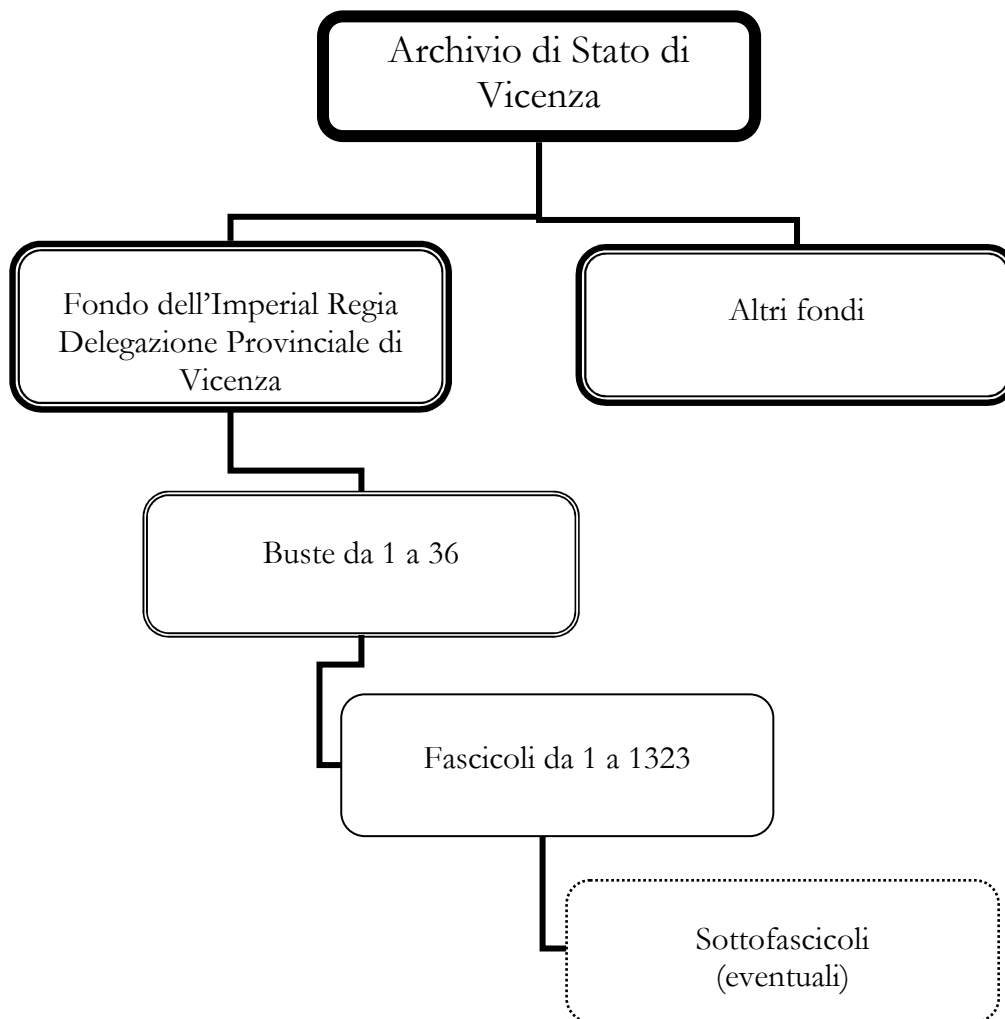 Archivio di Stato di
Vicenza
Fondo dell’Imperial Regia
Delegazione Provinciale di
Vicenza
Altri fondi
Buste da 1 a 36
Fascicoli da 1 a 1323
Sottofascicoli
(eventuali)